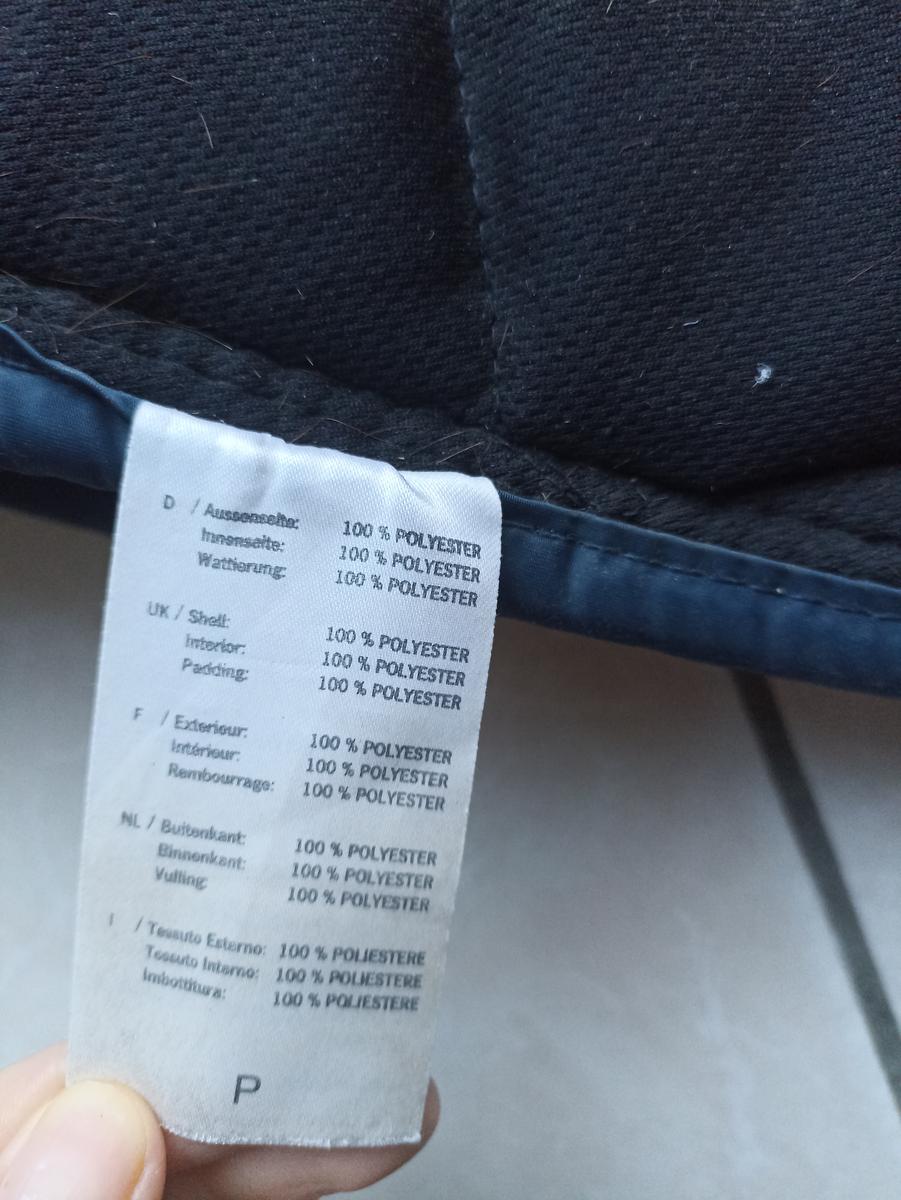 D / Aussenseite: 100 % POLYESTER
Innenseite: 100 % POLYESTER
Wattierung: 100 % POLYESTER
UK / Shell: 100 % POLYESTER
Interior: 100 % POLYESTER
Padding: 100 % POLYESTER
F / Exterieur: 100 % POLYESTER
Intérieur: 100 % POLYESTER
Rembourrage: 100 % POLYESTER
NL / Buitenkant: 100 % POLYESTER
Binnenkant: 100 % POLYESTER
Vulling: 100 % POLYESTER
I / Tessuto Esterno: 100 % POLIESTERE
Tessuto Interno: 100 % POLIESTERE
Imbottitura: 100 % POLIESTERE
P